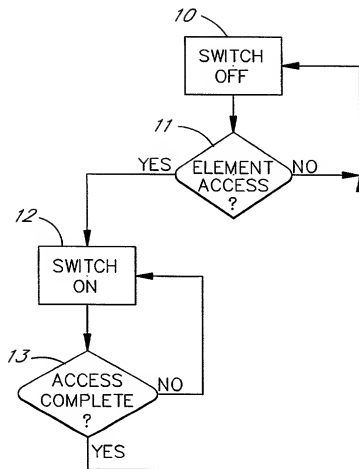 10
SWITCH
OFF
11
YES
ELEMENT
ACCESS
?
NO
12
SWITCH
ON
13
ACCESS
COMPLETE
?
NO
YES